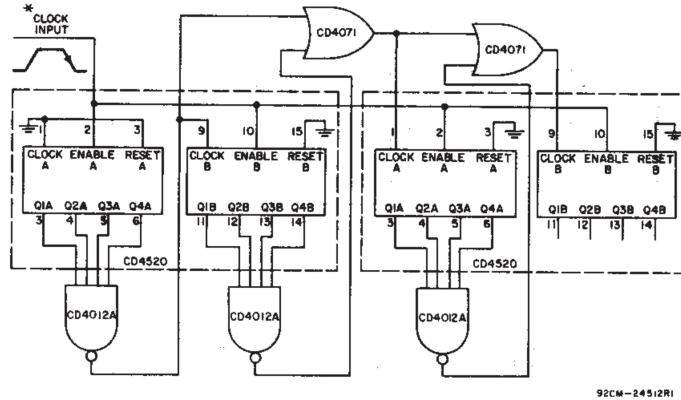 *
CLOCK
INPUT
CD4071
CD4071
1 2 3 9 10 15 1 2 3 9 10 15
CLOCK ENABLE RESET
A A A
CLOCK ENABLE RESET
B B B
CLOCK ENABLE RESET
A A A
CLOCK ENABLE RESET
B B B
Q1A Q2A Q3A Q4A
3 4 5 6
Q1B Q2B Q3B Q4B
11 12 13 14
Q1A Q2A Q3A Q4A
3 4 5 6
Q1B Q2B Q3B Q4B
11 12 13 14
CD4520
CD4520
CD4012A
CD4012A
CD4012A
92CM-24512R1